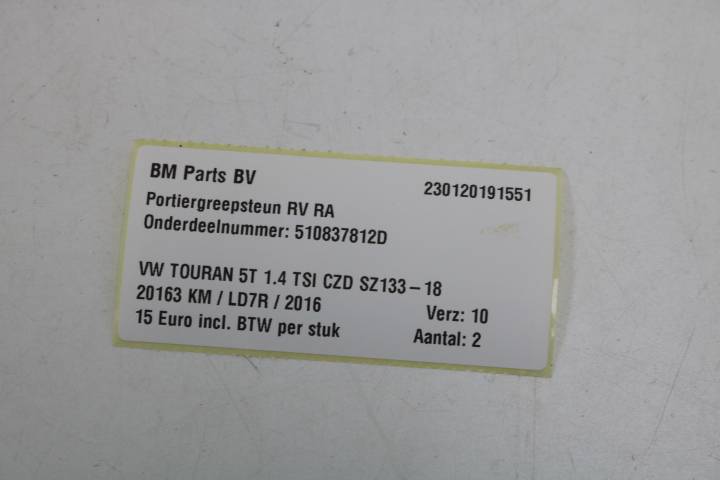 BM Parts BV 230120191551
Portiergreepsteun RV RA
Onderdeelnummer: 510837812D
VW TOURAN 5T 1.4 TSI CZD SZ133-18
20163 KM / LD7R / 2016 Verz: 10
15 Euro incl. BTW per stuk Aantal: 2